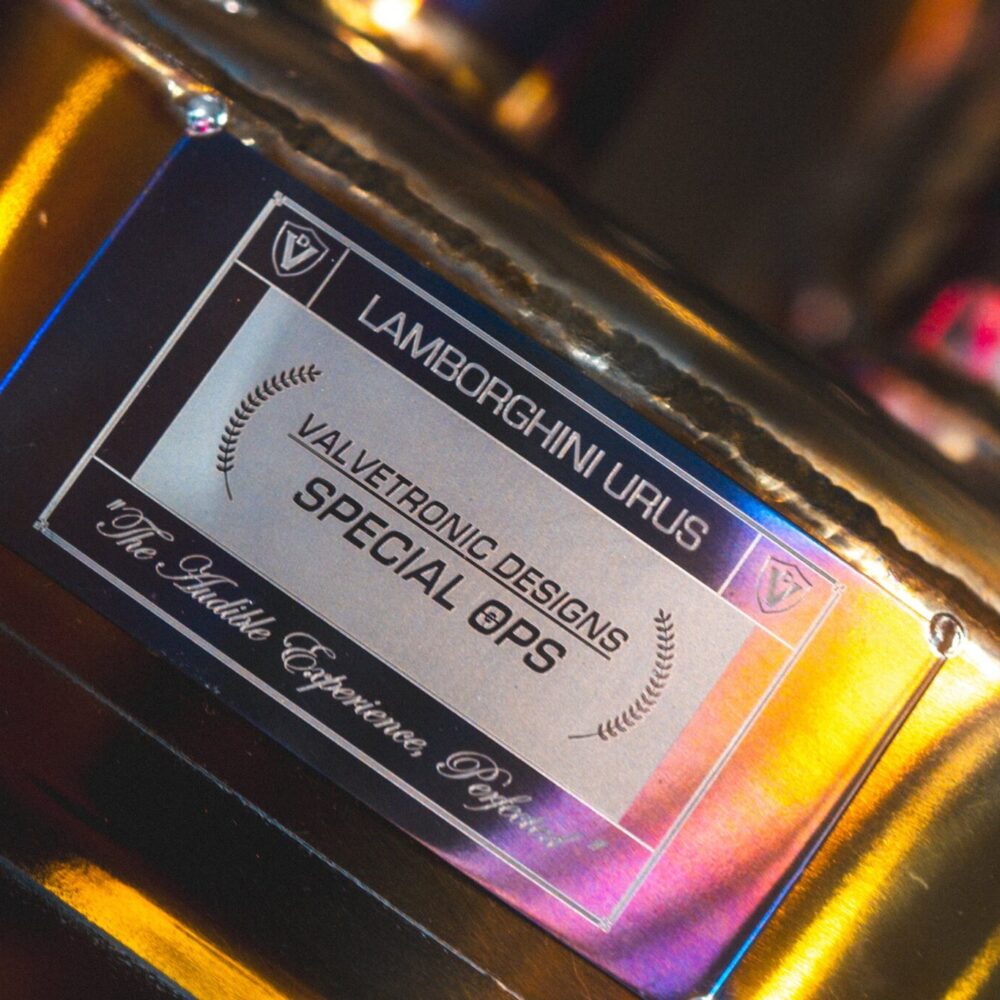 LAMBORGHINI URUS
VALVETRONIC DESIGNS
SPECIAL OPS
"The Audible Experience, Perfected"